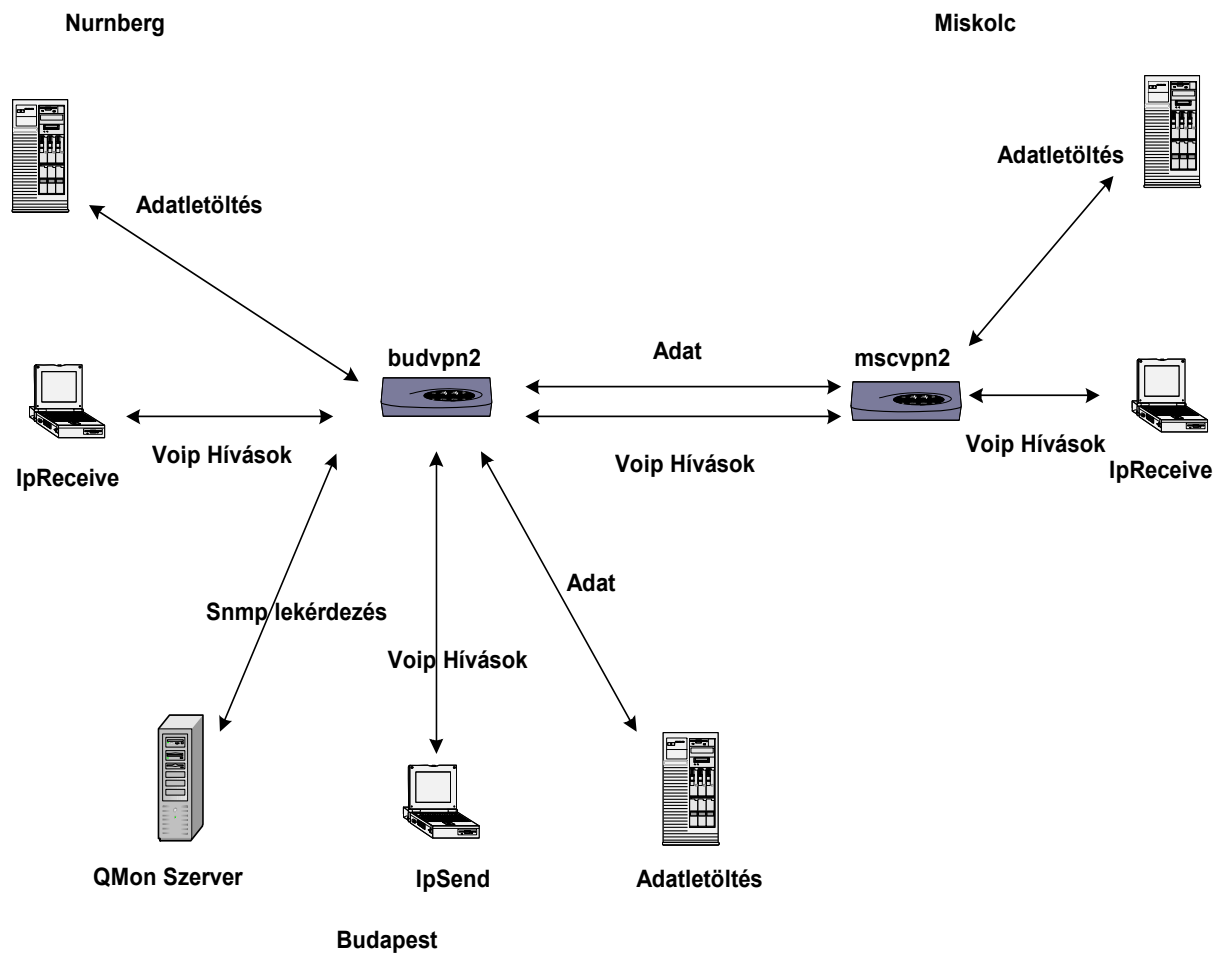 Nurnberg
Miskolc
Adatletöltés
Adatletöltés
budvpn2
Adat
mscvpn2
Voip Hívások
Voip Hívások
Voip Hívások
IpReceive
IpReceive
Adat
Snmp lekérdezés
Voip Hívások
QMon Szerver
IpSend
Adatletöltés
Budapest